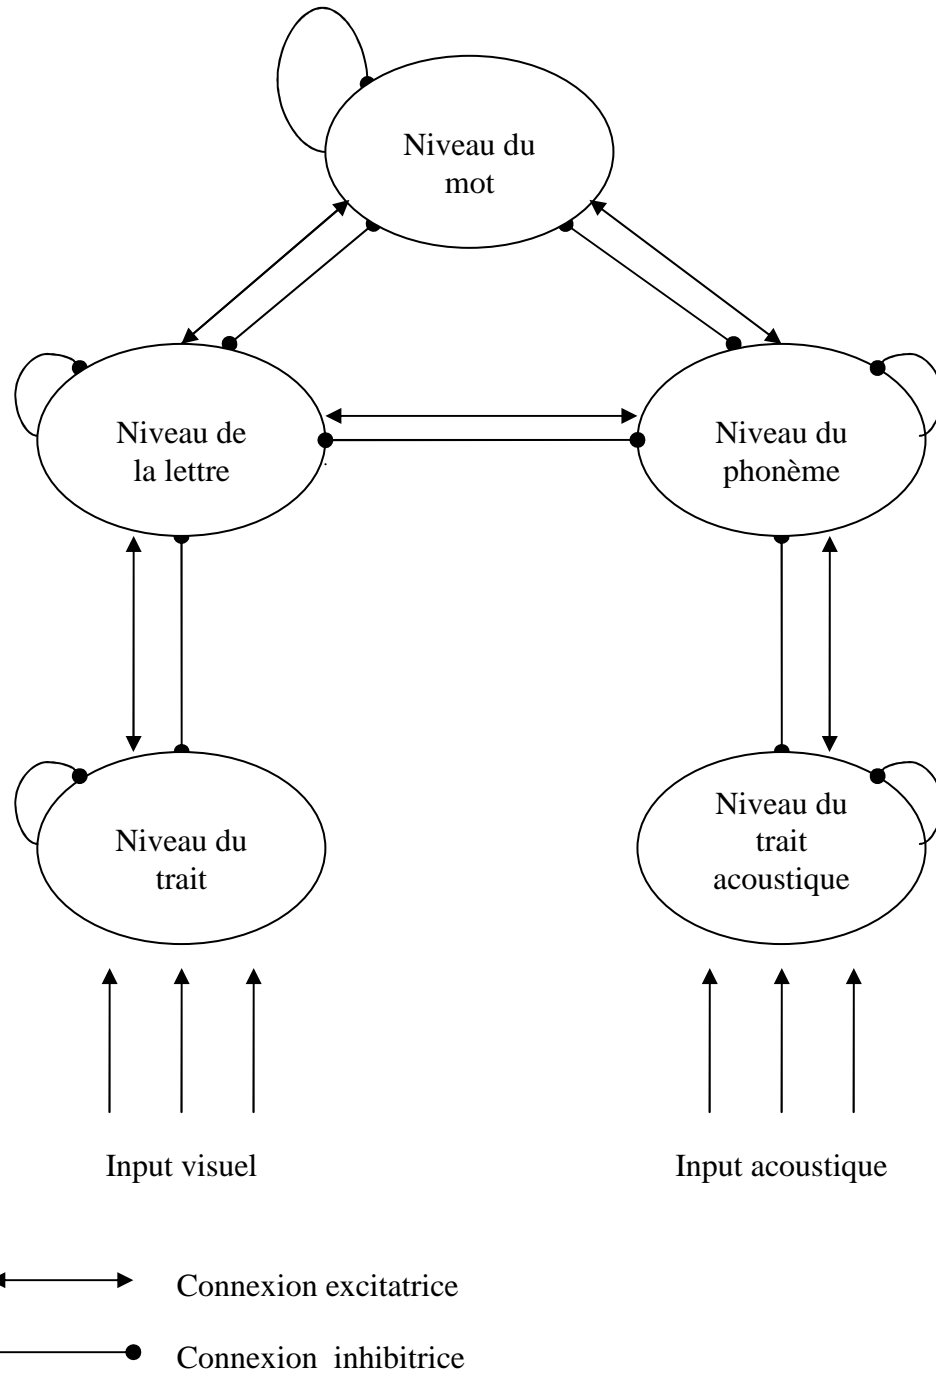 Niveau du
mot
Niveau de
la lettre
Niveau du
phonème
Niveau du
trait
Niveau du
trait
acoustique
Input visuel
Input acoustique
Connexion excitatrice
Connexion  inhibitrice